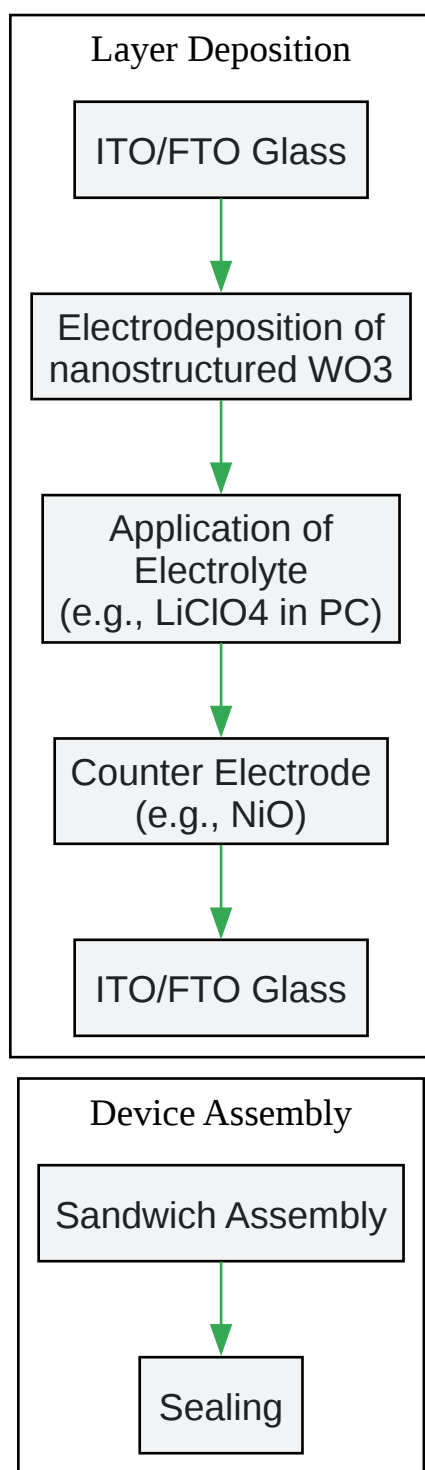 Layer Deposition
ITO/FTO Glass
Electrodeposition of
nanostructured WO3
Application of
Electrolyte
(e.g., LiClO4 in PC)
Counter Electrode
(e.g., NiO)
ITO/FTO Glass
Device Assembly
Sandwich Assembly
Sealing